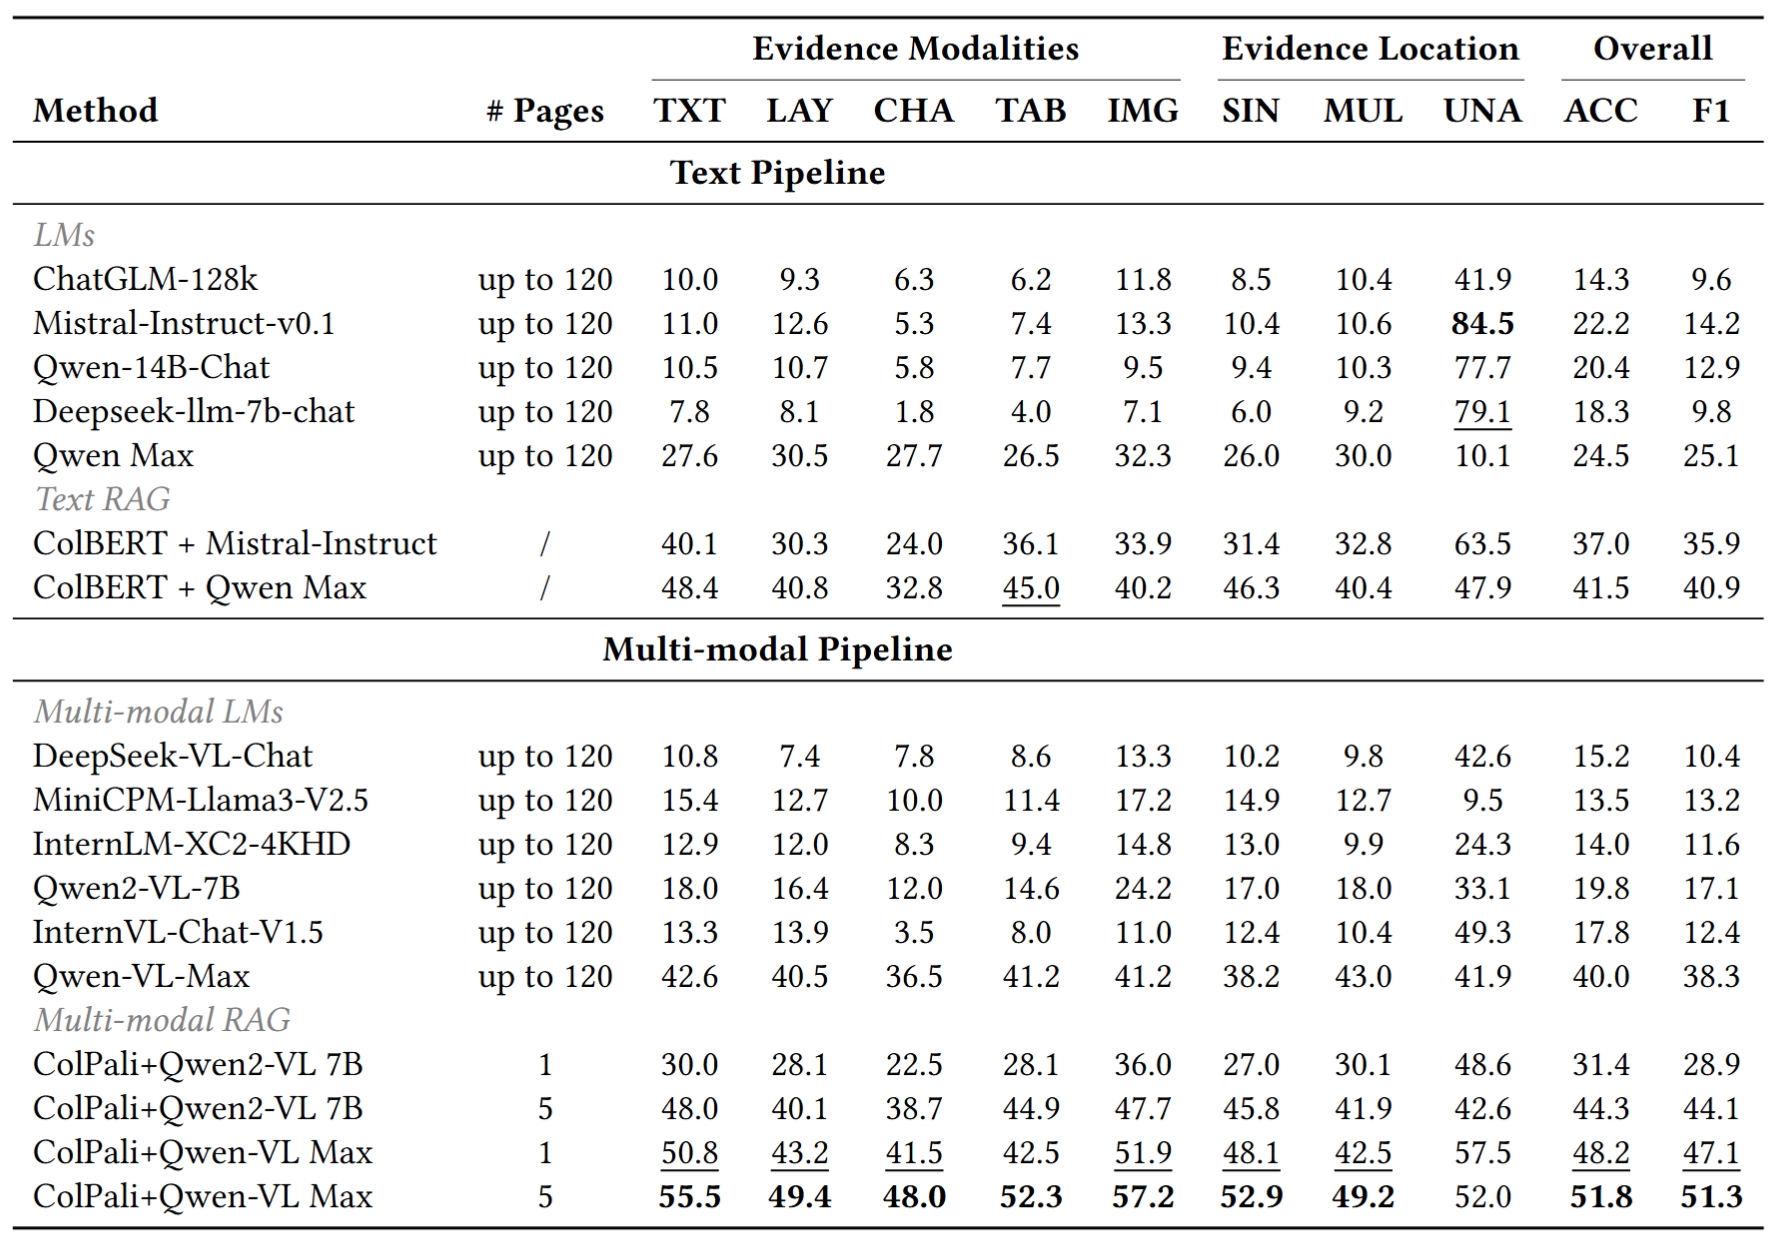 Evidence Modalities Evidence Location Overall
Method # Pages TXT LAY CHA TAB IMG SIN MUL UNA ACC F1
Text Pipeline
LMs
ChatGLM-128k up to 120 10.0 9.3 6.3 6.2 11.8 8.5 10.4 41.9 14.3 9.6
Mistral-Instruct-v0.1 up to 120 11.0 12.6 5.3 7.4 13.3 10.4 10.6 84.5 22.2 14.2
Qwen-14B-Chat up to 120 10.5 10.7 5.8 7.7 9.5 9.4 10.3 77.7 20.4 12.9
Deepseek-llm-7b-chat up to 120 7.8 8.1 1.8 4.0 7.1 6.0 9.2 79.1 18.3 9.8
Qwen Max up to 120 27.6 30.5 27.7 26.5 32.3 26.0 30.0 10.1 24.5 25.1
Text RAG
ColBERT + Mistral-Instruct / 40.1 30.3 24.0 36.1 33.9 31.4 32.8 63.5 37.0 35.9
ColBERT + Qwen Max / 48.4 40.8 32.8 45.0 40.2 46.3 40.4 47.9 41.5 40.9
Multi-modal Pipeline
Multi-modal LMs
DeepSeek-VL-Chat up to 120 10.8 7.4 7.8 8.6 13.3 10.2 9.8 42.6 15.2 10.4
MiniCPM-Llama3-V2.5 up to 120 15.4 12.7 10.0 11.4 17.2 14.9 12.7 9.5 13.5 13.2
InternLM-XC2-4KHD up to 120 12.9 12.0 8.3 9.4 14.8 13.0 9.9 24.3 14.0 11.6
Qwen2-VL-7B up to 120 18.0 16.4 12.0 14.6 24.2 17.0 18.0 33.1 19.8 17.1
InternVL-Chat-V1.5 up to 120 13.3 13.9 3.5 8.0 11.0 12.4 10.4 49.3 17.8 12.4
Qwen-VL-Max up to 120 42.6 40.5 36.5 41.2 41.2 38.2 43.0 41.9 40.0 38.3
Multi-modal RAG
ColPali+Qwen2-VL 7B 1 30.0 28.1 22.5 28.1 36.0 27.0 30.1 48.6 31.4 28.9
ColPali+Qwen2-VL 7B 5 48.0 40.1 38.7 44.9 47.7 45.8 41.9 42.6 44.3 44.1
ColPali+Qwen-VL Max 1 50.8 43.2 41.5 42.5 51.9 48.1 42.5 57.5 48.2 47.1
ColPali+Qwen-VL Max 5 55.5 49.4 48.0 52.3 57.2 52.9 49.2 52.0 51.8 51.3